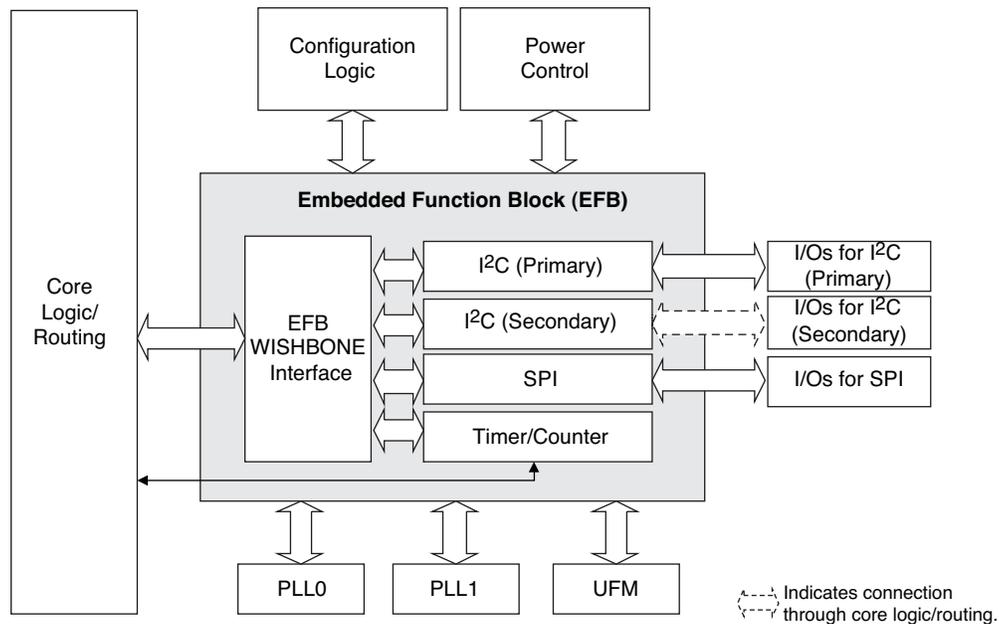 Configuration
Logic
Power
Control
Embedded Function Block (EFB)
Core
Logic/
Routing
EFB
WISHBONE
Interface
I2C (Primary)
I2C (Secondary)
SPI
Timer/Counter
I/Os for I2C
(Primary)
I/Os for I2C
(Secondary)
I/Os for SPI
PLL0
PLL1
UFM
Indicates connection
through core logic/routing.